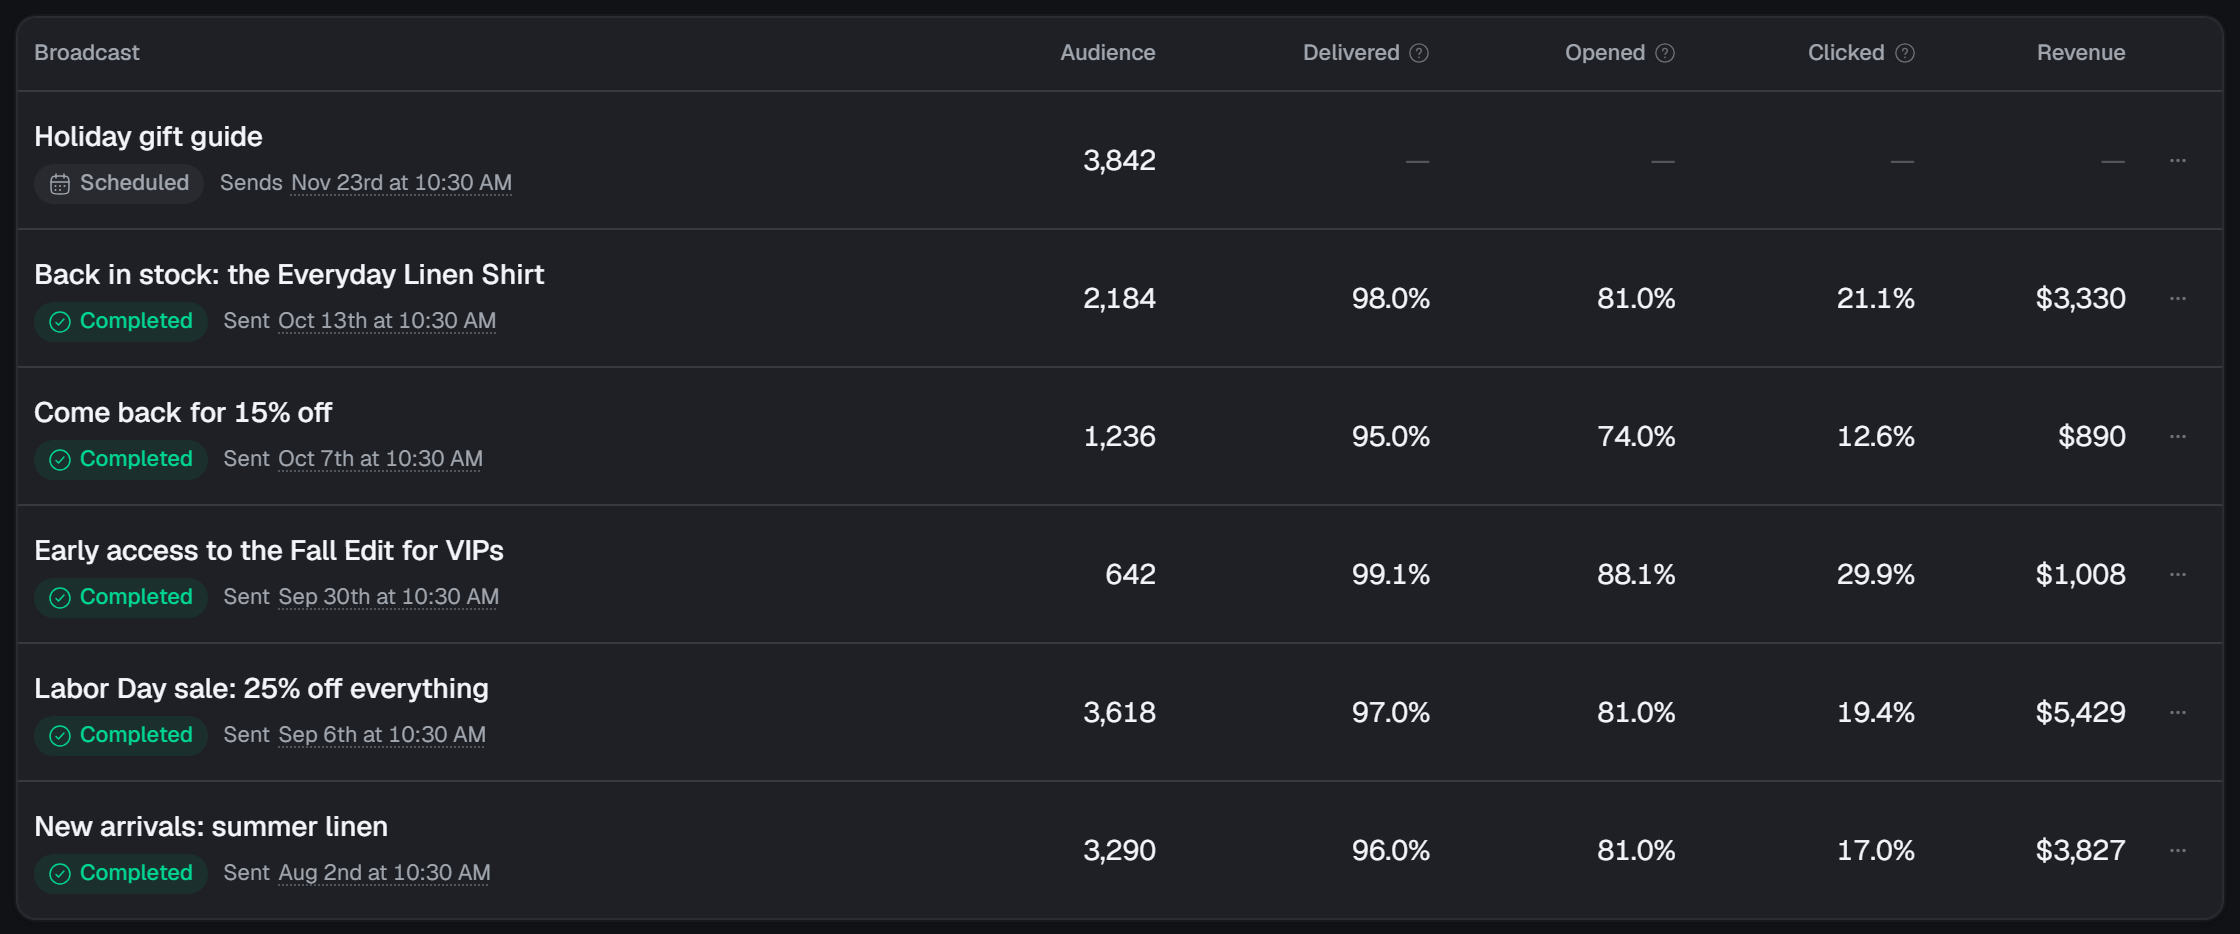 Broadcast Audience Delivered Opened Clicked Revenue
Holiday gift guide
Scheduled Sends Nov 23rd at 10:30 AM
3,842 — — — —
Back in stock: the Everyday Linen Shirt
Completed Sent Oct 13th at 10:30 AM
2,184 98.0% 81.0% 21.1% $3,330
Come back for 15% off
Completed Sent Oct 7th at 10:30 AM
1,236 95.0% 74.0% 12.6% $890
Early access to the Fall Edit for VIPs
Completed Sent Sep 30th at 10:30 AM
642 99.1% 88.1% 29.9% $1,008
Labor Day sale: 25% off everything
Completed Sent Sep 6th at 10:30 AM
3,618 97.0% 81.0% 19.4% $5,429
New arrivals: summer linen
Completed Sent Aug 2nd at 10:30 AM
3,290 96.0% 81.0% 17.0% $3,827